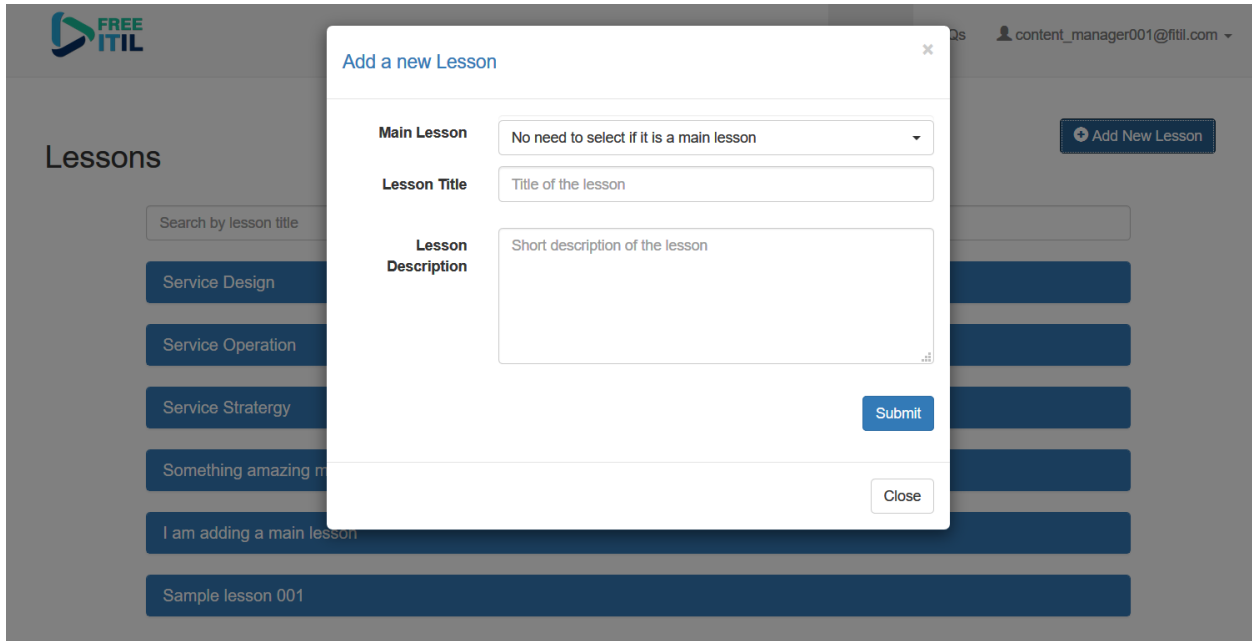 FREE
ITIL
Qs
content_manager001@fitil.com
Add a new Lesson
×
Main Lesson
No need to select if it is a main lesson
Lesson Title
Title of the lesson
Lesson
Description
Short description of the lesson
Submit
Close
Lessons
Add New Lesson
Search by lesson title
Service Design
Service Operation
Service Stratergy
Something amazing m
I am adding a main lesson
Sample lesson 001